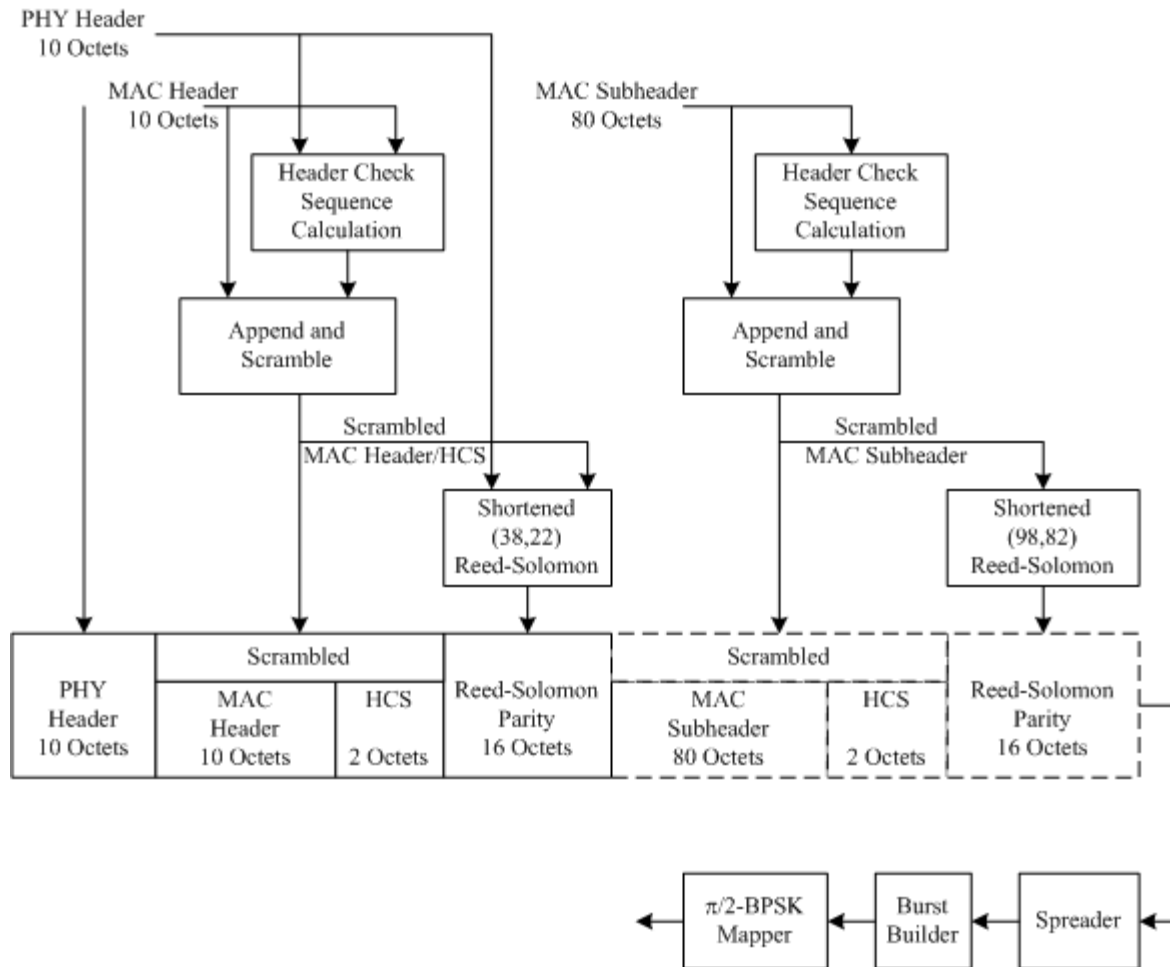 PHY Header
10 Octets
MAC Header
10 Octets
MAC Subheader
80 Octets
Header Check
Sequence
Calculation
Header Check
Sequence
Calculation
Append and
Scramble
Append and
Scramble
Scrambled
MAC Header/HCS
Scrambled
MAC Subheader
Shortened
(38,22)
Reed-Solomon
Shortened
(98,82)
Reed-Solomon
PHY
Header
10 Octets
Scrambled
MAC
Header
10 Octets
HCS
2 Octets
Reed-Solomon
Parity
16 Octets
Scrambled
MAC
Subheader
80 Octets
HCS
2 Octets
Reed-Solomon
Parity
16 Octets
π/2-BPSK
Mapper
Burst
Builder
Spreader